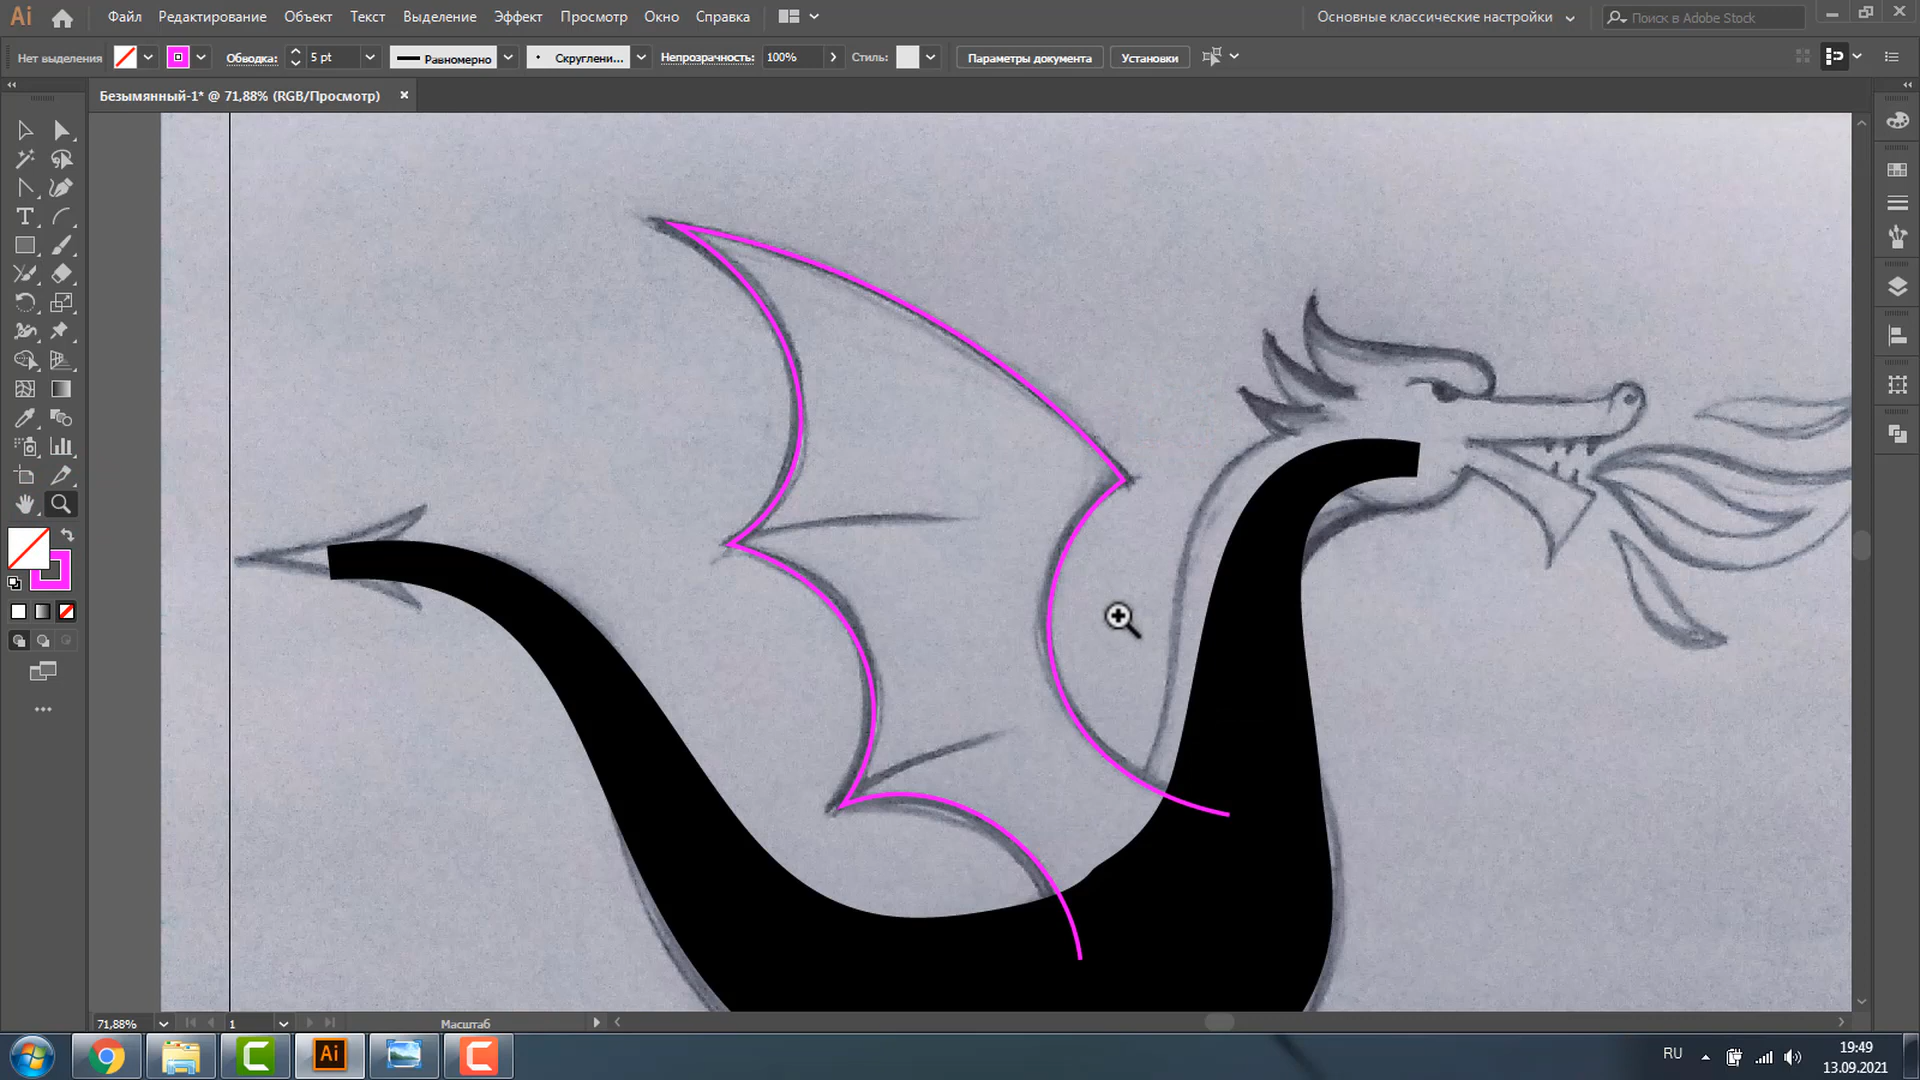 Ai Файл Редактирование Объект Текст Выделение Эффект Просмотр Окно Справка Основные классические настройки Поиск в Adobe Stock
Нет выделения Обводка: 5 pt Равномерно Скруглени... Непрозрачность: 100% Стиль: Параметры документа Установки
Безымянный-1* @ 71,88% (RGB/Просмотр)
T
71,88% 1 Масштаб
Ai RU 19:49
13.09.2021